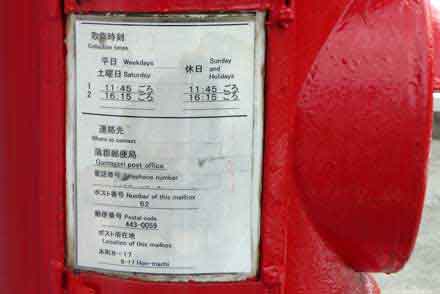 取集時刻
Collection times
平日 Weekdays
土曜日 Saturday
休日 Sunday and Holidays
1 11:45 ごろ 11:45 ごろ
2 16:15 ごろ 16:15 ごろ
連絡先
Where to contact
蒲郡郵便局
Gamagori post office
電話番号 Telephone number
ポスト番号 Number of this mailbox
62
郵便番号 Postal code
443-0059
ポスト所在地
Location of this mailbox
本町8-17
8-17 Hon-machi